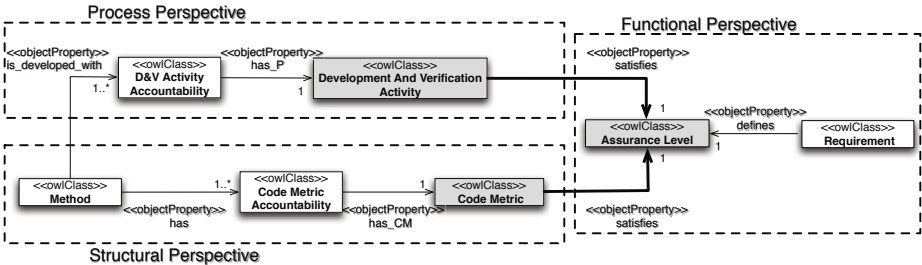 Process Perspective
Functional Perspective
<<objectProperty>>
is_developed_with
1..*
<<owlClass>>
D&V Activity
Accountability
<<objectProperty>>
has_P
1
<<owlClass>>
Development And Verification
Activity
<<objectProperty>>
satisfies
1
<<owlClass>>
Assurance Level
1
<<objectProperty>>
defines
1
<<owlClass>>
Requirement
<<owlClass>>
Method
<<objectProperty>>
has
1..*
<<owlClass>>
Code Metric
Accountability
<<objectProperty>>
has_CM
1
<<owlClass>>
Code Metric
<<objectProperty>>
satisfies
Structural Perspective